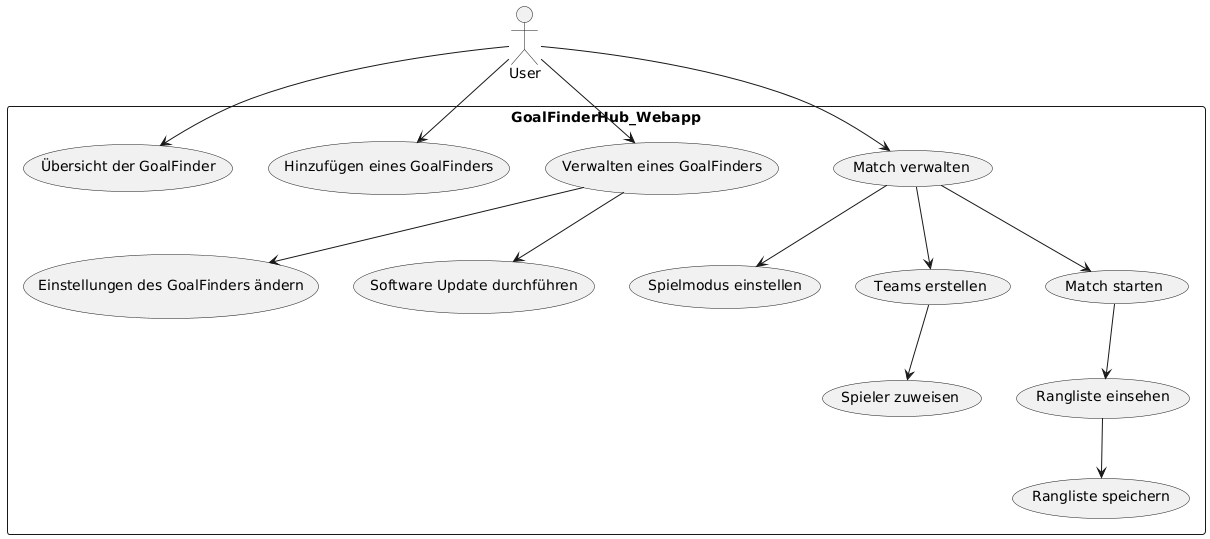 User
GoalFinderHub_Webapp
Übersicht der GoalFinder
Hinzufügen eines GoalFinders
Verwalten eines GoalFinders
Match verwalten
Einstellungen des GoalFinders ändern
Software Update durchführen
Spielmodus einstellen
Teams erstellen
Match starten
Spieler zuweisen
Rangliste einsehen
Rangliste speichern